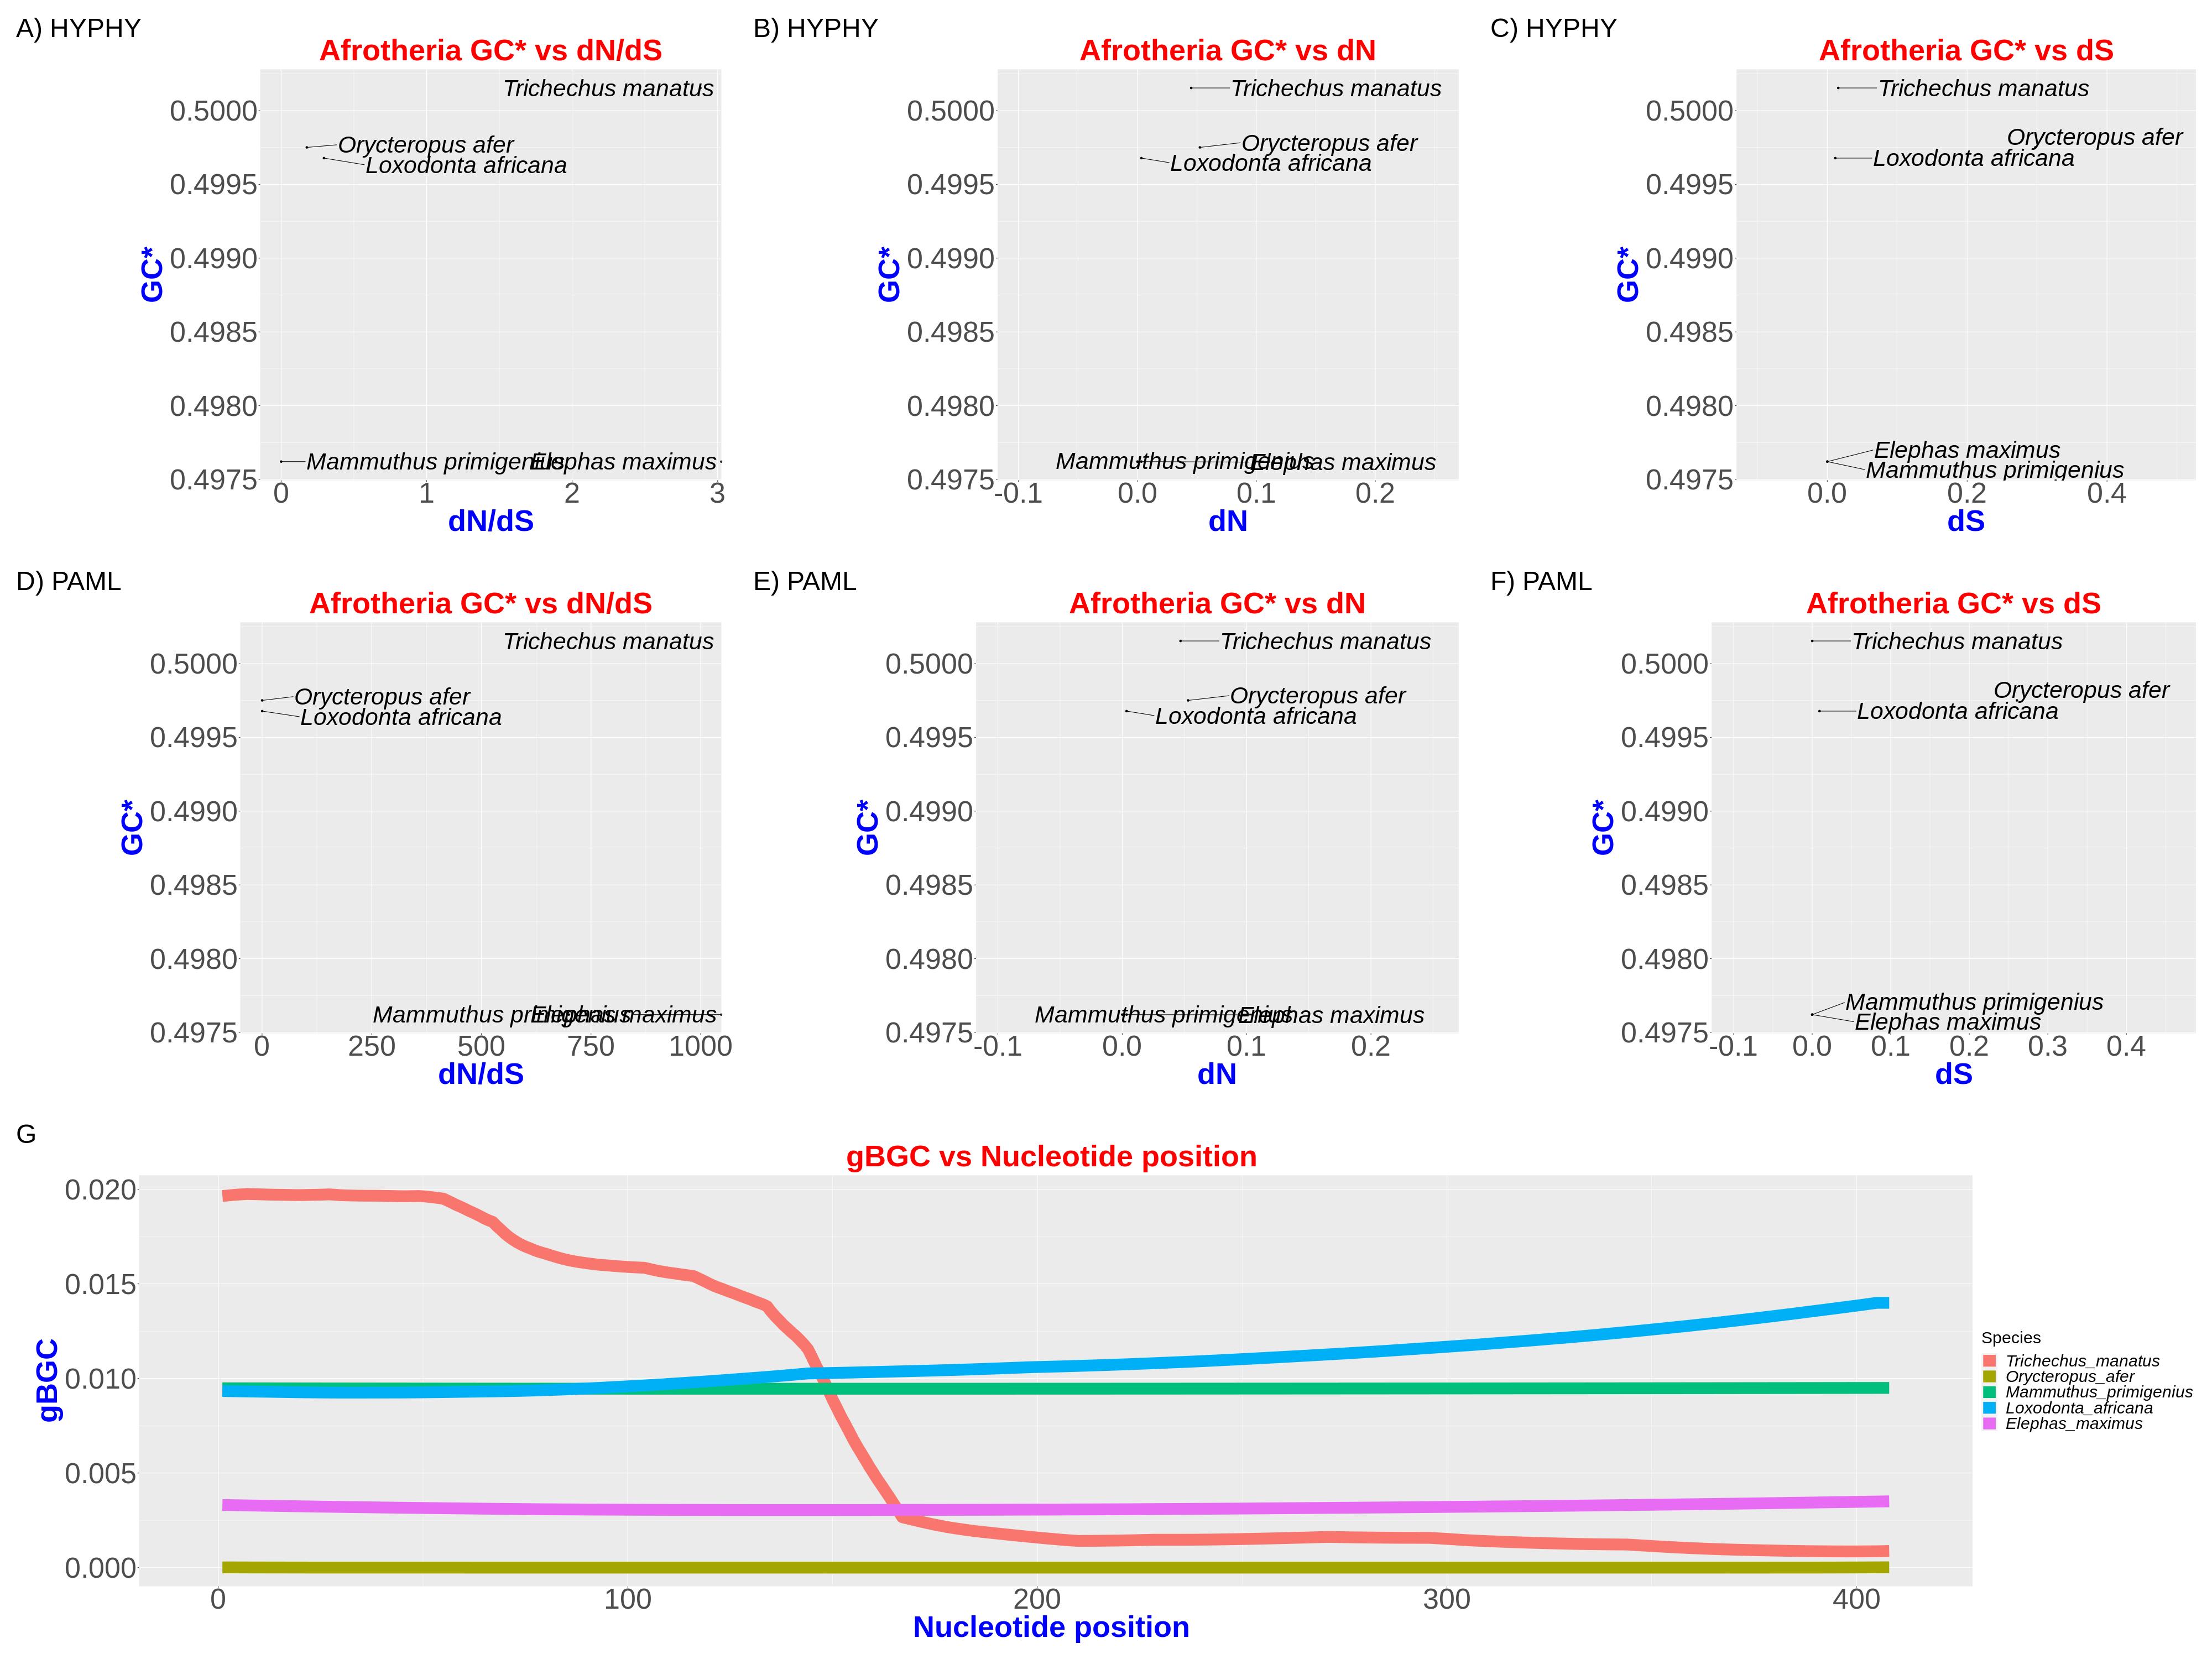 A) HYPHY
Afrotheria GC* vs dN/dS
Trichechus manatus
Orycteropus afer
Loxodonta africana
Mammuthus primigenius
Elephas maximus
0.5000
0.4995
0.4990
0.4985
0.4980
0.4975
GC*
0 1 2 3
dN/dS
B) HYPHY
Afrotheria GC* vs dN
Trichechus manatus
Orycteropus afer
Loxodonta africana
Mammuthus primigenius
Elephas maximus
0.5000
0.4995
0.4990
0.4985
0.4980
0.4975
GC*
-0.1 0.0 0.1 0.2
dN
C) HYPHY
Afrotheria GC* vs dS
Trichechus manatus
Orycteropus afer
Loxodonta africana
Elephas maximus
Mammuthus primigenius
0.5000
0.4995
0.4990
0.4985
0.4980
0.4975
GC*
0.0 0.2 0.4
dS
D) PAML
Afrotheria GC* vs dN/dS
Trichechus manatus
Orycteropus afer
Loxodonta africana
Mammuthus primigenius
Elephas maximus
0.5000
0.4995
0.4990
0.4985
0.4980
0.4975
GC*
0 250 500 750 1000
dN/dS
E) PAML
Afrotheria GC* vs dN
Trichechus manatus
Orycteropus afer
Loxodonta africana
Mammuthus primigenius
Elephas maximus
0.5000
0.4995
0.4990
0.4985
0.4980
0.4975
GC*
-0.1 0.0 0.1 0.2
dN
F) PAML
Afrotheria GC* vs dS
Trichechus manatus
Orycteropus afer
Loxodonta africana
Mammuthus primigenius
Elephas maximus
0.5000
0.4995
0.4990
0.4985
0.4980
0.4975
GC*
-0.1 0.0 0.1 0.2 0.3 0.4
dS
G
gBGC vs Nucleotide position
0.020
0.015
0.010
0.005
0.000
gBGC
0 100 200 300 400
Nucleotide position
Species
Trichechus_manatus
Orycteropus_afer
Mammuthus_primigenius
Loxodonta_africana
Elephas_maximus